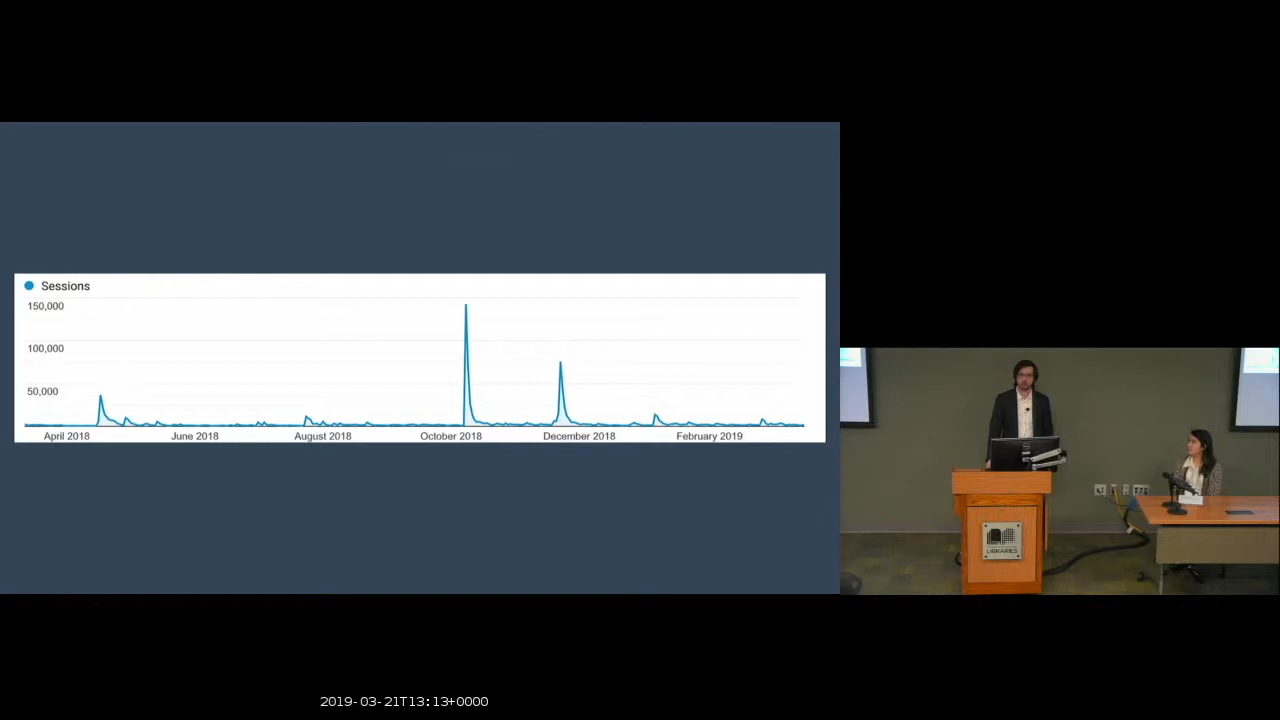 Sessions
150,000
100,000
50,000
April 2018
June 2018
August 2018
October 2018
December 2018
February 2019
LIBRARIES
2019-03-21T13:13+0000